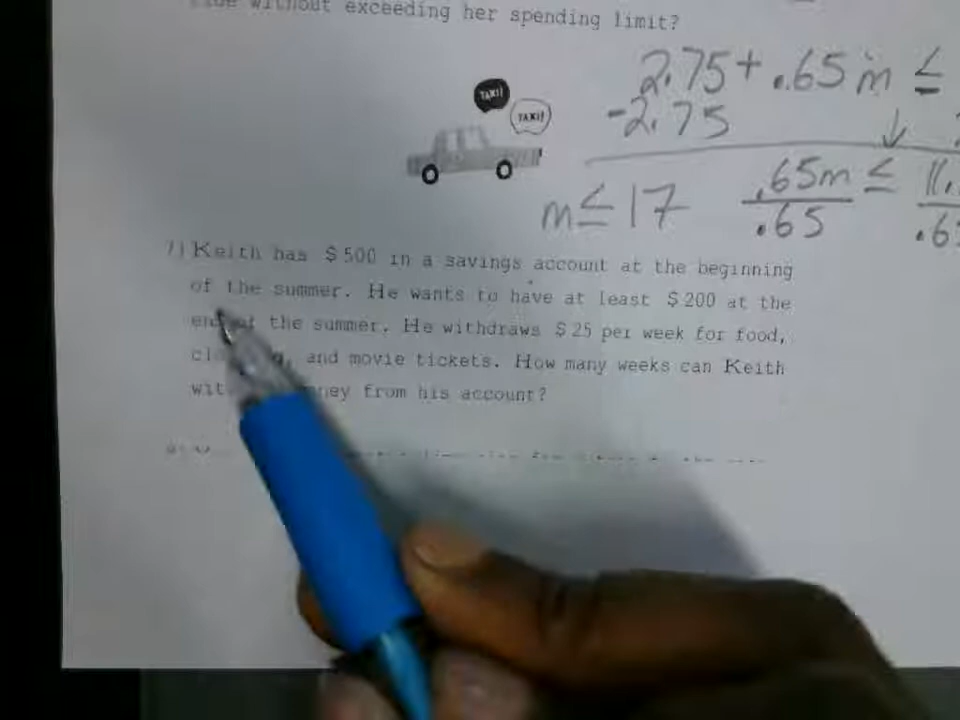 without exceeding her spending limit?
TAXI!
TAXI!
2.75 + .65m ≤
-2.75
.65m ≤ 11.
.65 .6
m ≤ 17
7) Keith has $500 in a savings account at the beginning
of the summer. He wants to have at least $200 at the
the summer. He withdraws $25 per week for food,
and movie tickets. How many weeks can Keith
from his account?